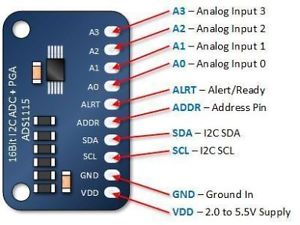 16Bit I2C ADC + PGA
ADS1115
A3
A2
A1
A0
ALRT
ADDR
SDA
SCL
GND
VDD
A3 – Analog Input 3
A2 – Analog Input 2
A1 – Analog Input 1
A0 – Analog Input 0
ALRT – Alert/Ready
ADDR – Address Pin
SDA – I2C SDA
SCL – I2C SCL
GND – Ground In
VDD – 2.0 to 5.5V Supply